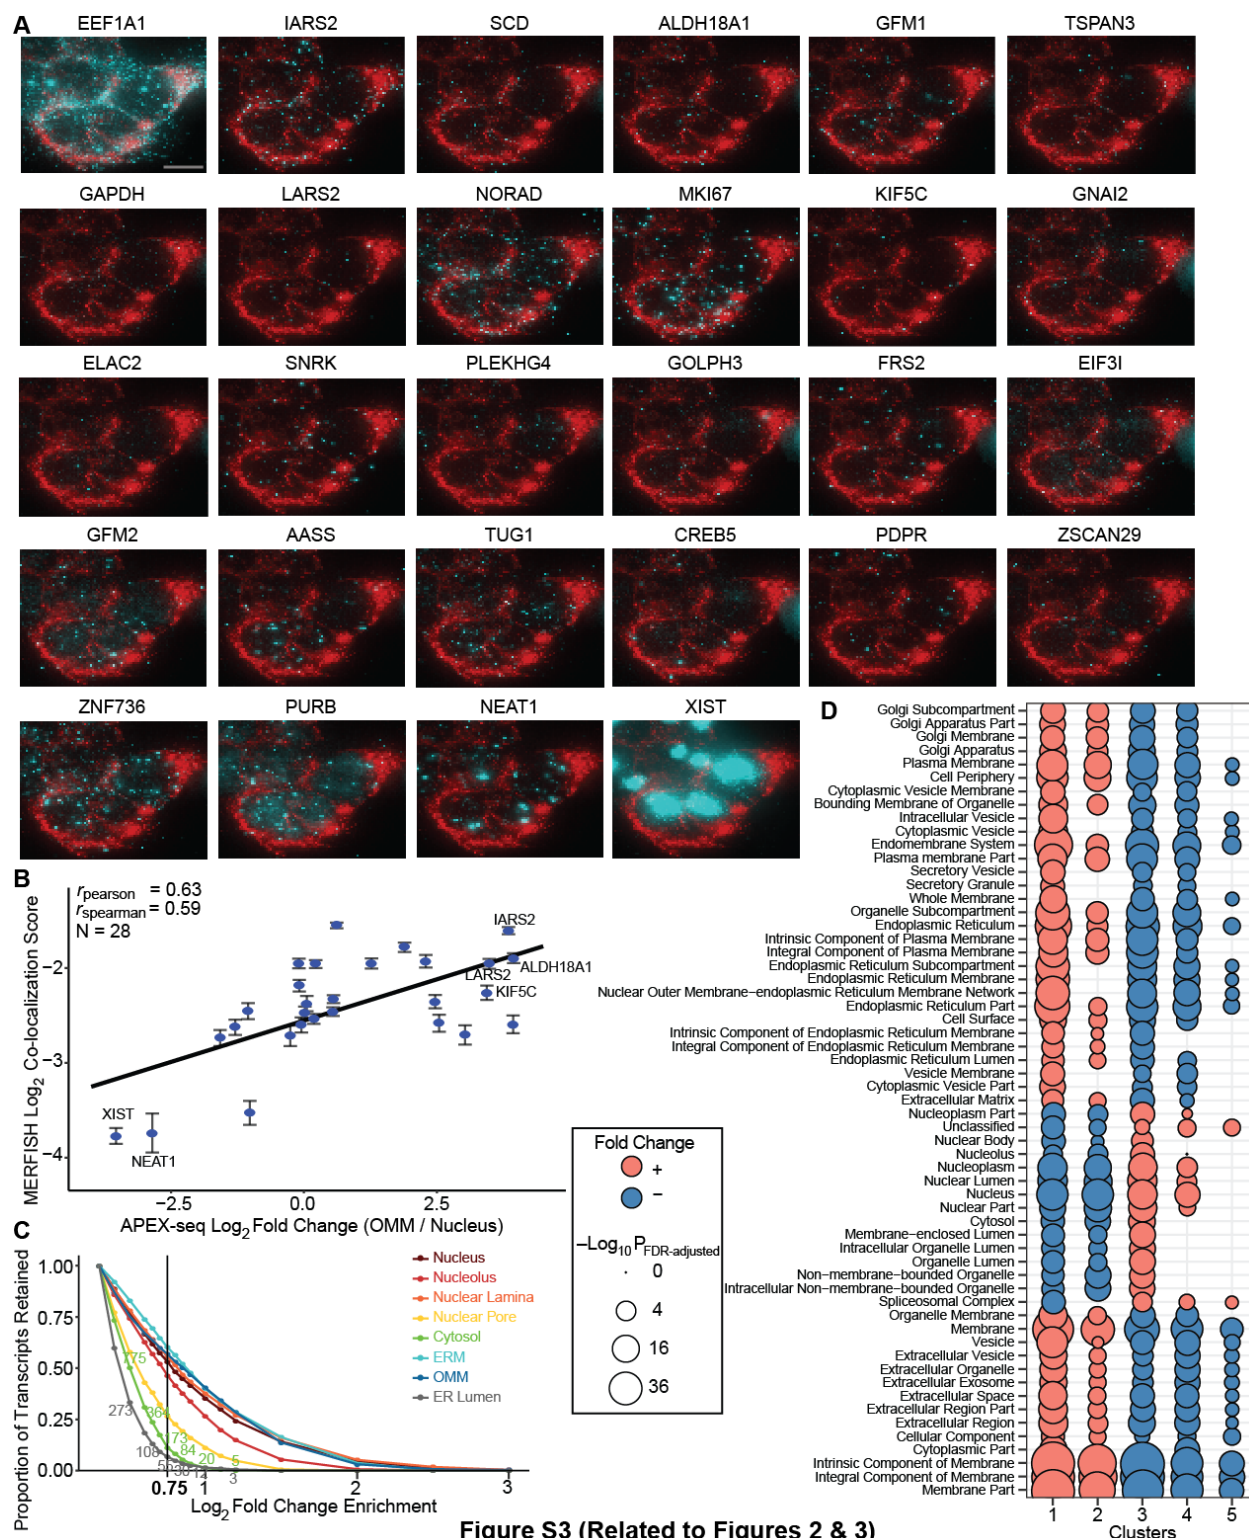 A
EEF1A1 IARS2 SCD ALDH18A1 GFM1 TSPAN3
GAPDH LARS2 NORAD MKI67 KIF5C GNAI2
ELAC2 SNRK PLEKHG4 GOLPH3 FRS2 EIF3I
GFM2 AASS TUG1 CREB5 PDPR ZSCAN29
ZNF736 PURB NEAT1 XIST
B
r pearson = 0.63
r spearman = 0.59
N = 28
MERFISH Log2 Co-localization Score
−2
−3
−4
IARS2
LARS2
ALDH18A1
KIF5C
XIST
NEAT1
−2.5 0.0 2.5
APEX-seq Log2 Fold Change (OMM / Nucleus)
C
Proportion of Transcripts Retained
1.00
0.75
0.50
0.25
0.00
775
364
173
84
20
5
3
273
108
1
2
3
0.75
Log2 Fold Change Enrichment
Nucleus
Nucleolus
Nuclear Lamina
Nuclear Pore
Cytosol
ERM
OMM
ER Lumen
Fold Change
+
−
−Log10 P FDR-adjusted
0
4
16
36
D
Golgi Subcompartment
Golgi Apparatus Part
Golgi Membrane
Golgi Apparatus
Plasma Membrane
Cell Periphery
Cytoplasmic Vesicle Membrane
Bounding Membrane of Organelle
Intracellular Vesicle
Cytoplasmic Vesicle
Endomembrane System
Plasma membrane Part
Secretory Vesicle
Secretory Granule
Whole Membrane
Organelle Subcompartment
Endoplasmic Reticulum
Intrinsic Component of Plasma Membrane
Integral Component of Plasma Membrane
Endoplasmic Reticulum Subcompartment
Endoplasmic Reticulum Membrane
Nuclear Outer Membrane−endoplasmic Reticulum Membrane Network
Endoplasmic Reticulum Part
Cell Surface
Intrinsic Component of Endoplasmic Reticulum Membrane
Integral Component of Endoplasmic Reticulum Membrane
Endoplasmic Reticulum Lumen
Vesicle Membrane
Cytoplasmic Vesicle Part
Extracellular Matrix
Nucleoplasm Part
Unclassified
Nuclear Body
Nucleolus
Nucleoplasm
Nuclear Lumen
Nucleus
Nuclear Part
Cytosol
Membrane−enclosed Lumen
Intracellular Organelle Lumen
Organelle Lumen
Non−membrane−bounded Organelle
Intracellular Non−membrane−bounded Organelle
Spliceosomal Complex
Organelle Membrane
Membrane
Vesicle
Extracellular Vesicle
Extracellular Organelle
Extracellular Exosome
Extracellular Space
Extracellular Region Part
Extracellular Region
Cellular Component
Cytoplasmic Part
Intrinsic Component of Membrane
Integral Component of Membrane
Membrane Part
1 2 3 4 5
Clusters
Figure S3 (Related to Figures 2 & 3)